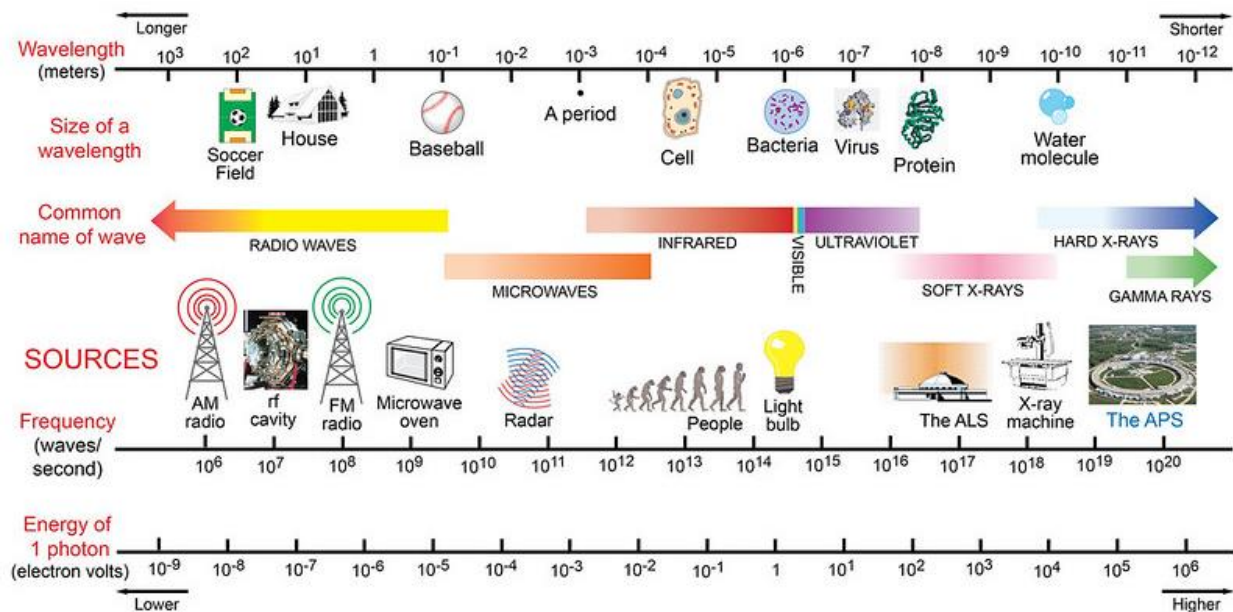 Longer Shorter
Wavelength
(meters)
10³ 10² 10¹ 1 10⁻¹ 10⁻² 10⁻³ 10⁻⁴ 10⁻⁵ 10⁻⁶ 10⁻⁷ 10⁻⁸ 10⁻⁹ 10⁻¹⁰ 10⁻¹¹ 10⁻¹²
Size of a
wavelength
Soccer
Field
House
Baseball
A period
Cell
Bacteria
Virus
Protein
Water
molecule
Common
name of wave
RADIO WAVES
MICROWAVES
INFRARED
VISIBLE
ULTRAVIOLET
SOFT X-RAYS
HARD X-RAYS
GAMMA RAYS
SOURCES
AM
radio
rf
cavity
FM
radio
Microwave
oven
Radar
People
Light
bulb
The ALS
X-ray
machine
The APS
Frequency
(waves/
second)
10⁶ 10⁷ 10⁸ 10⁹ 10¹⁰ 10¹¹ 10¹² 10¹³ 10¹⁴ 10¹⁵ 10¹⁶ 10¹⁷ 10¹⁸ 10¹⁹ 10²⁰
Energy of
1 photon
(electron volts)
10⁻⁹ 10⁻⁸ 10⁻⁷ 10⁻⁶ 10⁻⁵ 10⁻⁴ 10⁻³ 10⁻² 10⁻¹ 1 10¹ 10² 10³ 10⁴ 10⁵ 10⁶
Lower Higher